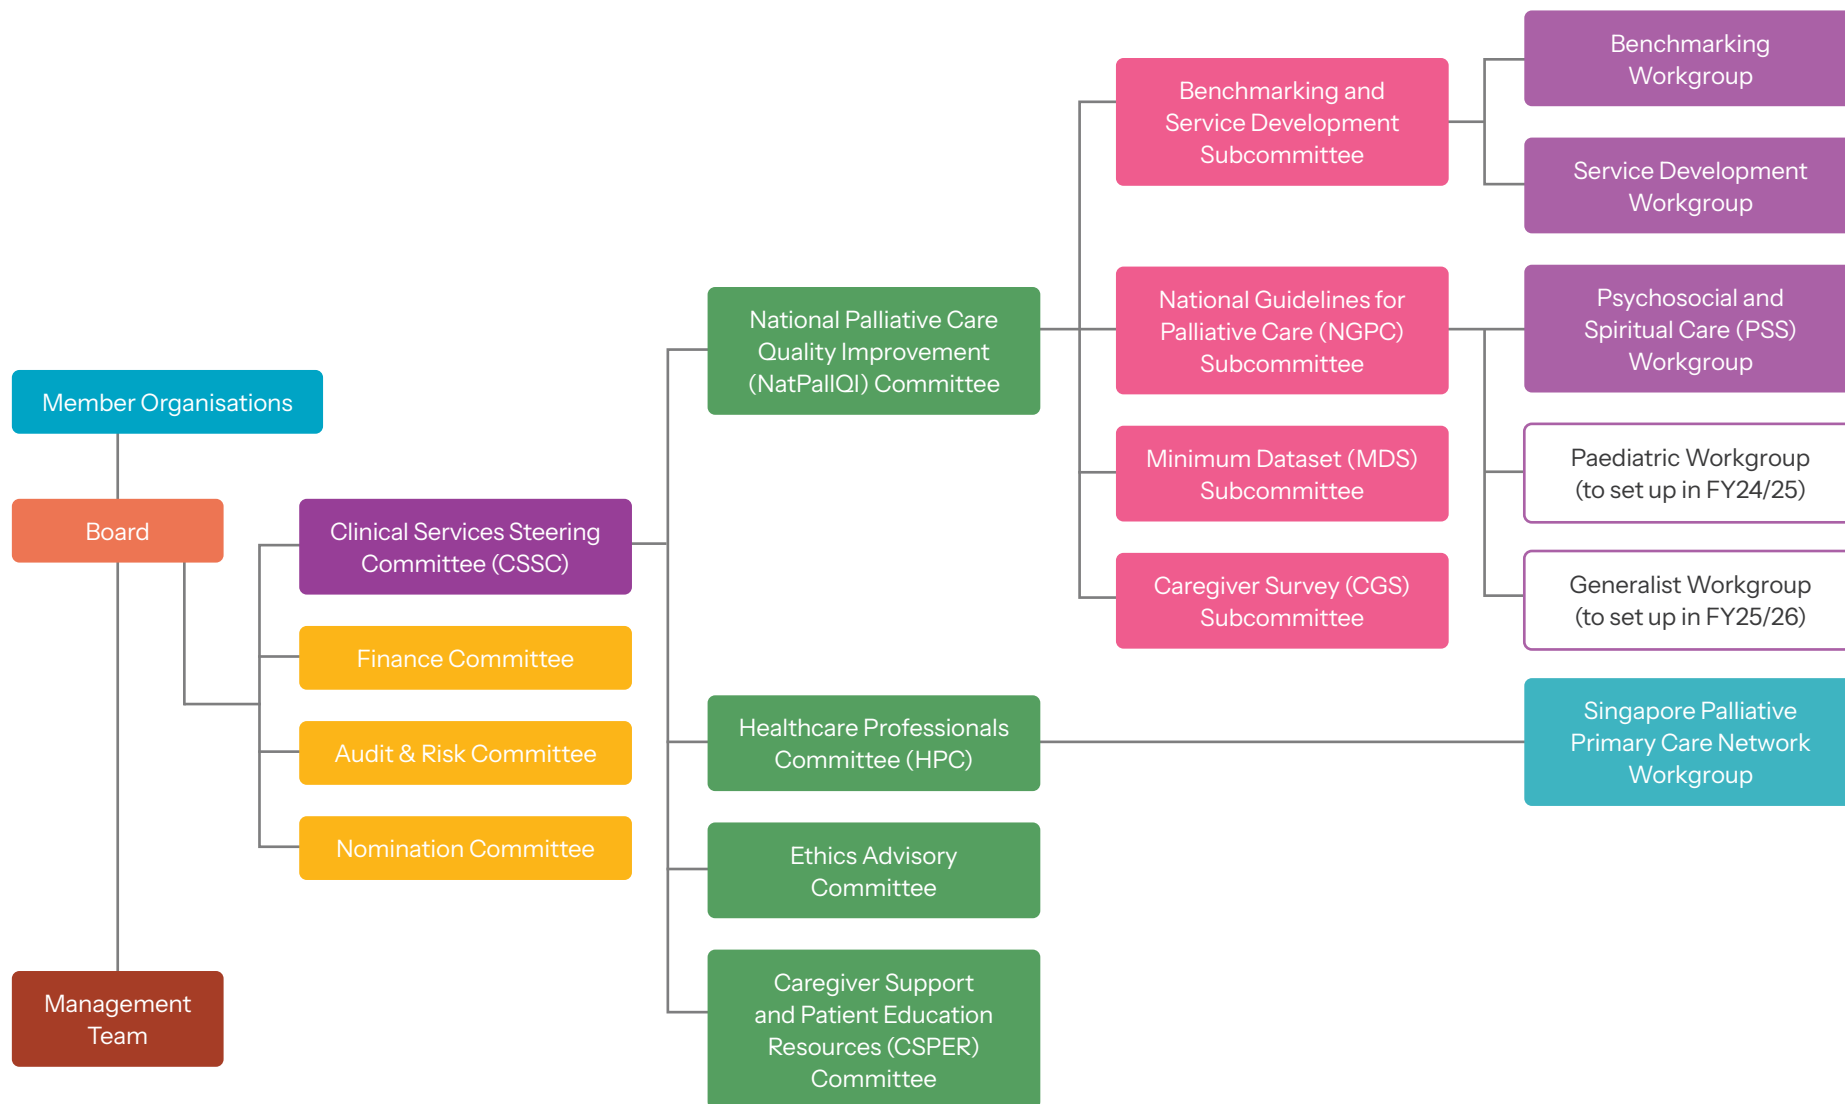 Member Organisations
Board
Management
Team
Clinical Services Steering
Committee (CSSC)
Finance Committee
Audit & Risk Committee
Nomination Committee
National Palliative Care
Quality Improvement
(NatPallQI) Committee
Healthcare Professionals
Committee (HPC)
Ethics Advisory
Committee
Caregiver Support
and Patient Education
Resources (CSPER)
Committee
Benchmarking and
Service Development
Subcommittee
National Guidelines for
Palliative Care (NGPC)
Subcommittee
Minimum Dataset (MDS)
Subcommittee
Caregiver Survey (CGS)
Subcommittee
Benchmarking
Workgroup
Service Development
Workgroup
Psychosocial and
Spiritual Care (PSS)
Workgroup
Paediatric Workgroup
(to set up in FY24/25)
Generalist Workgroup
(to set up in FY25/26)
Singapore Palliative
Primary Care Network
Workgroup